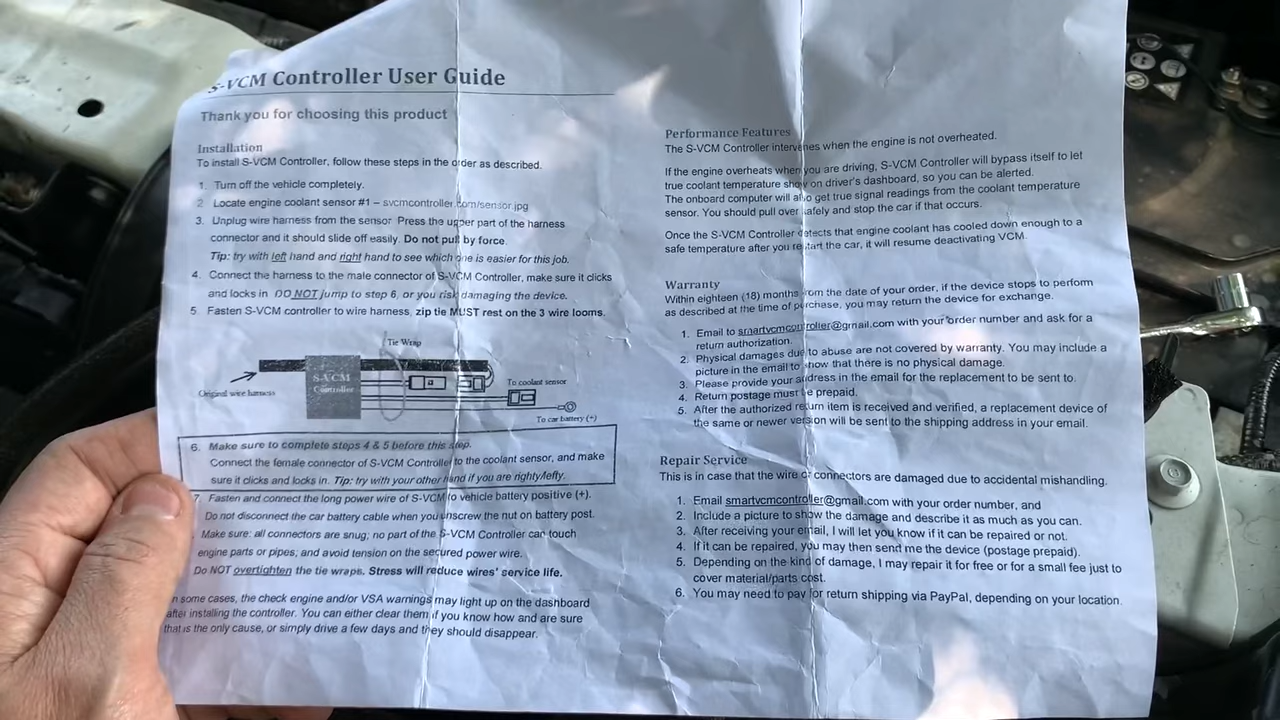 S-VCM Controller User Guide
Thank you for choosing this product
Installation
To install S-VCM Controller, follow these steps in the order as described.
1. Turn off the vehicle completely.
2 Locate engine coolant sensor #1 – svcmcontroller.com/sensor.jpg
3. Unplug wire harness from the sensor Press the upper part of the harness
connector and it should slide off easily. Do not pull by force.
Tip: try with left hand and right hand to see which one is easier for this job.
4. Connect the harness to the male connector of S-VCM Controller, make sure it clicks
and locks in DO NOT jump to step 6, or you risk damaging the device.
5. Fasten S-VCM controller to wire harness, zip tie MUST rest on the 3 wire looms.
Tie Wrap
S-VCM
Controller
Original wire harness
To coolant sensor
To car battery (+)
6. Make sure to complete steps 4 & 5 before this step.
Connect the female connector of S-VCM Controller to the coolant sensor, and make
sure it clicks and locks in. Tip: try with your other hand if you are righty/lefty.
7. Fasten and connect the long power wire of S-VCM to vehicle battery positive (+).
Do not disconnect the car battery cable when you unscrew the nut on battery post.
Make sure: all connectors are snug; no part of the S-VCM Controller can touch
engine parts or pipes; and avoid tension on the secured power wire.
Do NOT overtighten the tie wraps. Stress will reduce wires' service life.
In some cases, the check engine and/or VSA warnings may light up on the dashboard
after installing the controller. You can either clear them if you know how and are sure
that is the only cause, or simply drive a few days and they should disappear.
Performance Features
The S-VCM Controller intervenes when the engine is not overheated.
If the engine overheats when you are driving, S-VCM Controller will bypass itself to let
true coolant temperature show on driver's dashboard, so you can be alerted.
The onboard computer will also get true signal readings from the coolant temperature
sensor. You should pull over safely and stop the car if that occurs.
Once the S-VCM Controller detects that engine coolant has cooled down enough to a
safe temperature after you restart the car, it will resume deactivating VCM.
Warranty
Within eighteen (18) months from the date of your order, if the device stops to perform
as described at the time of purchase, you may return the device for exchange.
1. Email to smartvcmcontroller@gmail.com with your order number and ask for a
return authorization.
2. Physical damages due to abuse are not covered by warranty. You may include a
picture in the email to show that there is no physical damage.
3. Please provide your address in the email for the replacement to be sent to.
4. Return postage must be prepaid.
5. After the authorized return item is received and verified, a replacement device of
the same or newer version will be sent to the shipping address in your email.
Repair Service
This is in case that the wire or connectors are damaged due to accidental mishandling.
1. Email smartvcmcontroller@gmail.com with your order number, and
2. Include a picture to show the damage and describe it as much as you can.
3. After receiving your email, I will let you know if it can be repaired or not.
4. If it can be repaired, you may then send me the device (postage prepaid).
5. Depending on the kind of damage, I may repair it for free or for a small fee just to
cover material/parts cost.
6. You may need to pay for return shipping via PayPal, depending on your location.